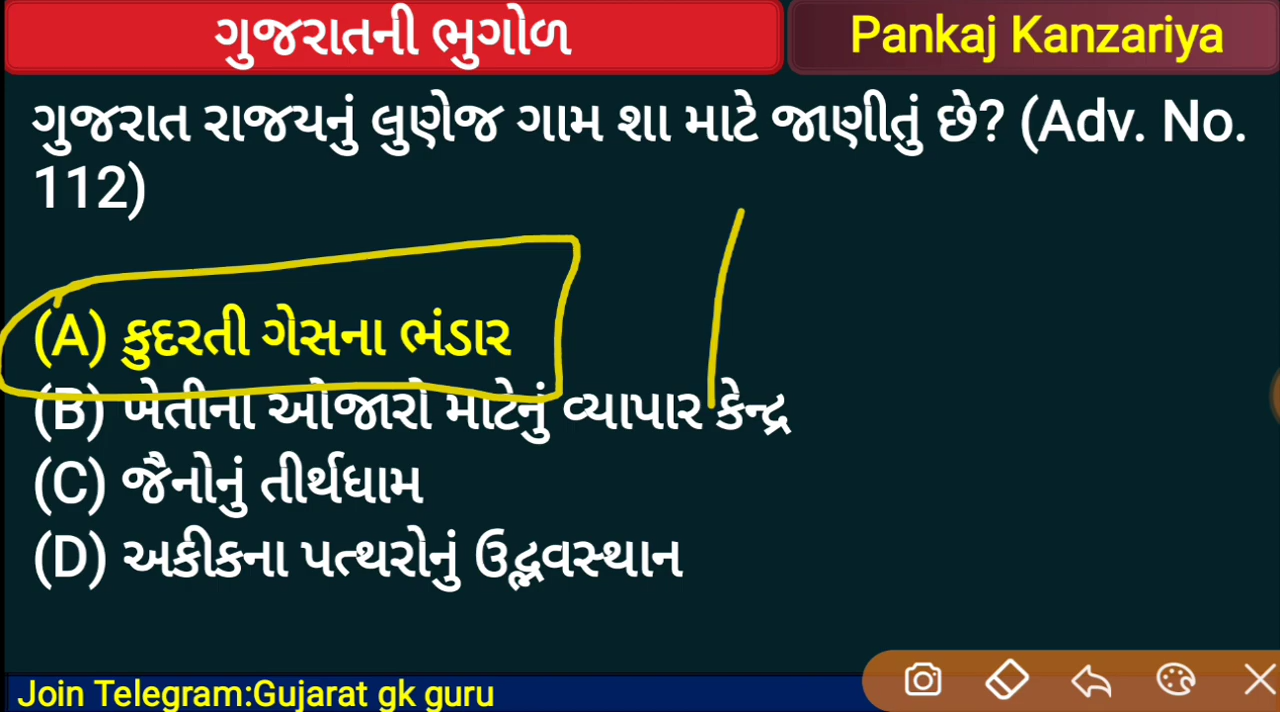 ગુજરાતની ભુગોળ
Pankaj Kanzariya
ગુજરાત રાજયનું લુણેજ ગામ શા માટે જાણીતું છે? (Adv. No.
112)
(A) કુદરતી ગેસના ભંડાર
(B) ખેતીના ઓજારો માટેનું વ્યાપાર કેન્દ્ર
(C) જૈનોનું તીર્થધામ
(D) અકીકના પત્થરોનું ઉદ્ભવસ્થાન
Join Telegram:Gujarat gk guru